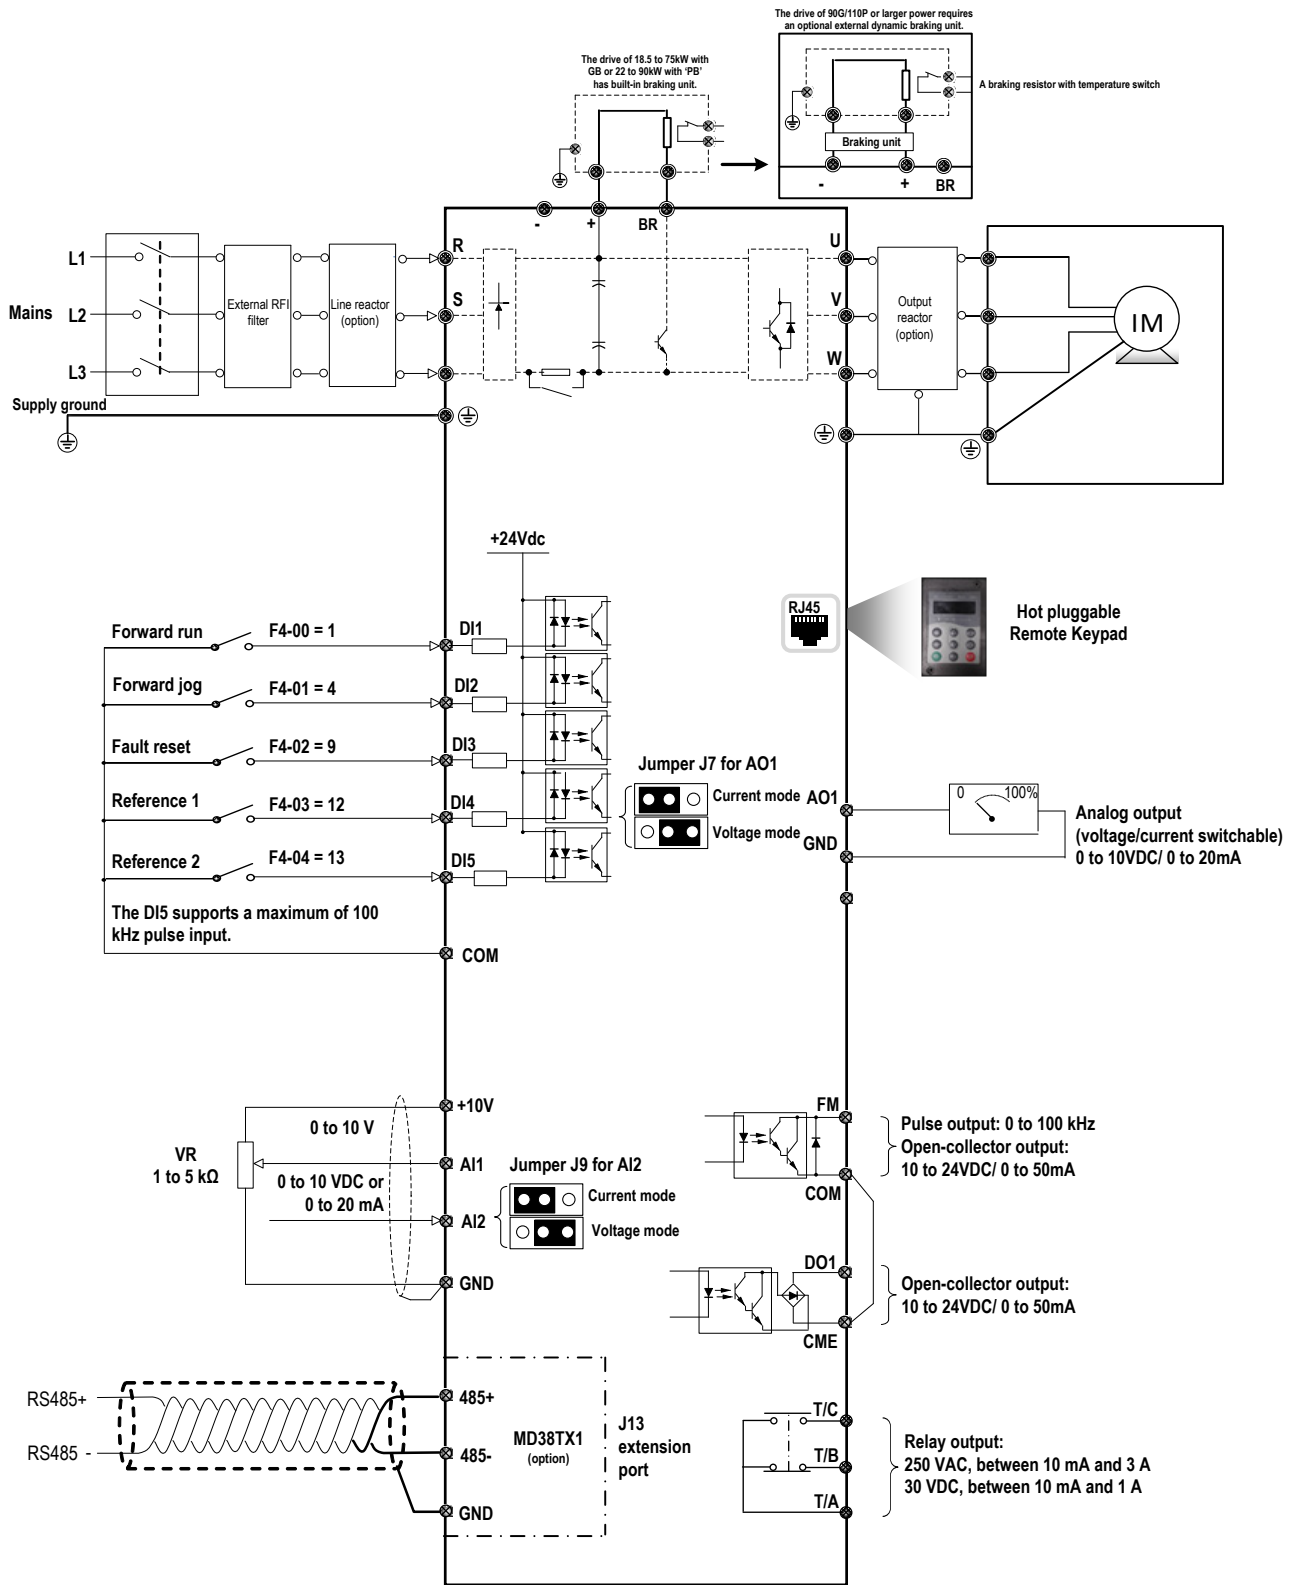 The drive of 90G/110P or larger power requires
an optional external dynamic braking unit.
The drive of 18.5 to 75kW with
GB or 22 to 90kW with ‘PB’
has built-in braking unit.
A braking resistor with temperature switch
Braking unit
- + BR
- + BR
R
S
U
V
W
L1
Mains L2
L3
External RFI
filter
Line reactor
(option)
Output
reactor
(option)
IM
Supply ground
+24Vdc
RJ45
Hot pluggable
Remote Keypad
Forward run F4-00 = 1 DI1
Forward jog F4-01 = 4 DI2
Fault reset F4-02 = 9 DI3
Reference 1 F4-03 = 12 DI4
Reference 2 F4-04 = 13 DI5
The DI5 supports a maximum of 100
kHz pulse input.
COM
Jumper J7 for AO1
Current mode
Voltage mode
AO1
GND
0 100%
Analog output
(voltage/current switchable)
0 to 10VDC/ 0 to 20mA
+10V
0 to 10 V
VR
1 to 5 kΩ
AI1
0 to 10 VDC or
0 to 20 mA
AI2
GND
Jumper J9 for AI2
Current mode
Voltage mode
FM
COM
Pulse output: 0 to 100 kHz
Open-collector output:
10 to 24VDC/ 0 to 50mA
DO1
CME
Open-collector output:
10 to 24VDC/ 0 to 50mA
RS485+
RS485 -
485+
485-
GND
MD38TX1
(option)
J13
extension
port
T/C
T/B
T/A
Relay output:
250 VAC, between 10 mA and 3 A
30 VDC, between 10 mA and 1 A